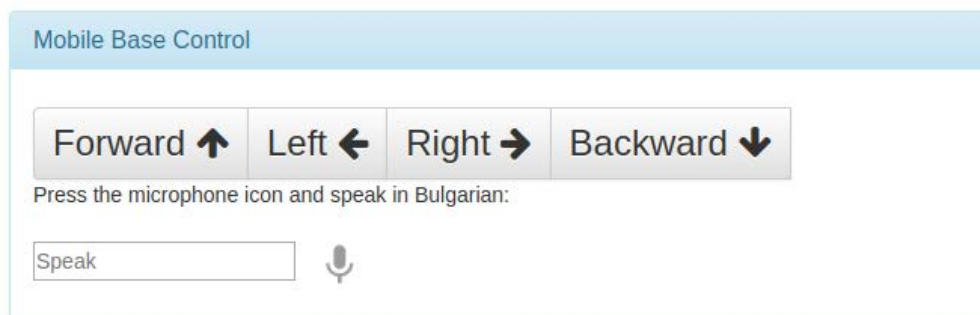 Mobile Base Control
Forward Left Right Backward
Press the microphone icon and speak in Bulgarian:
Speak